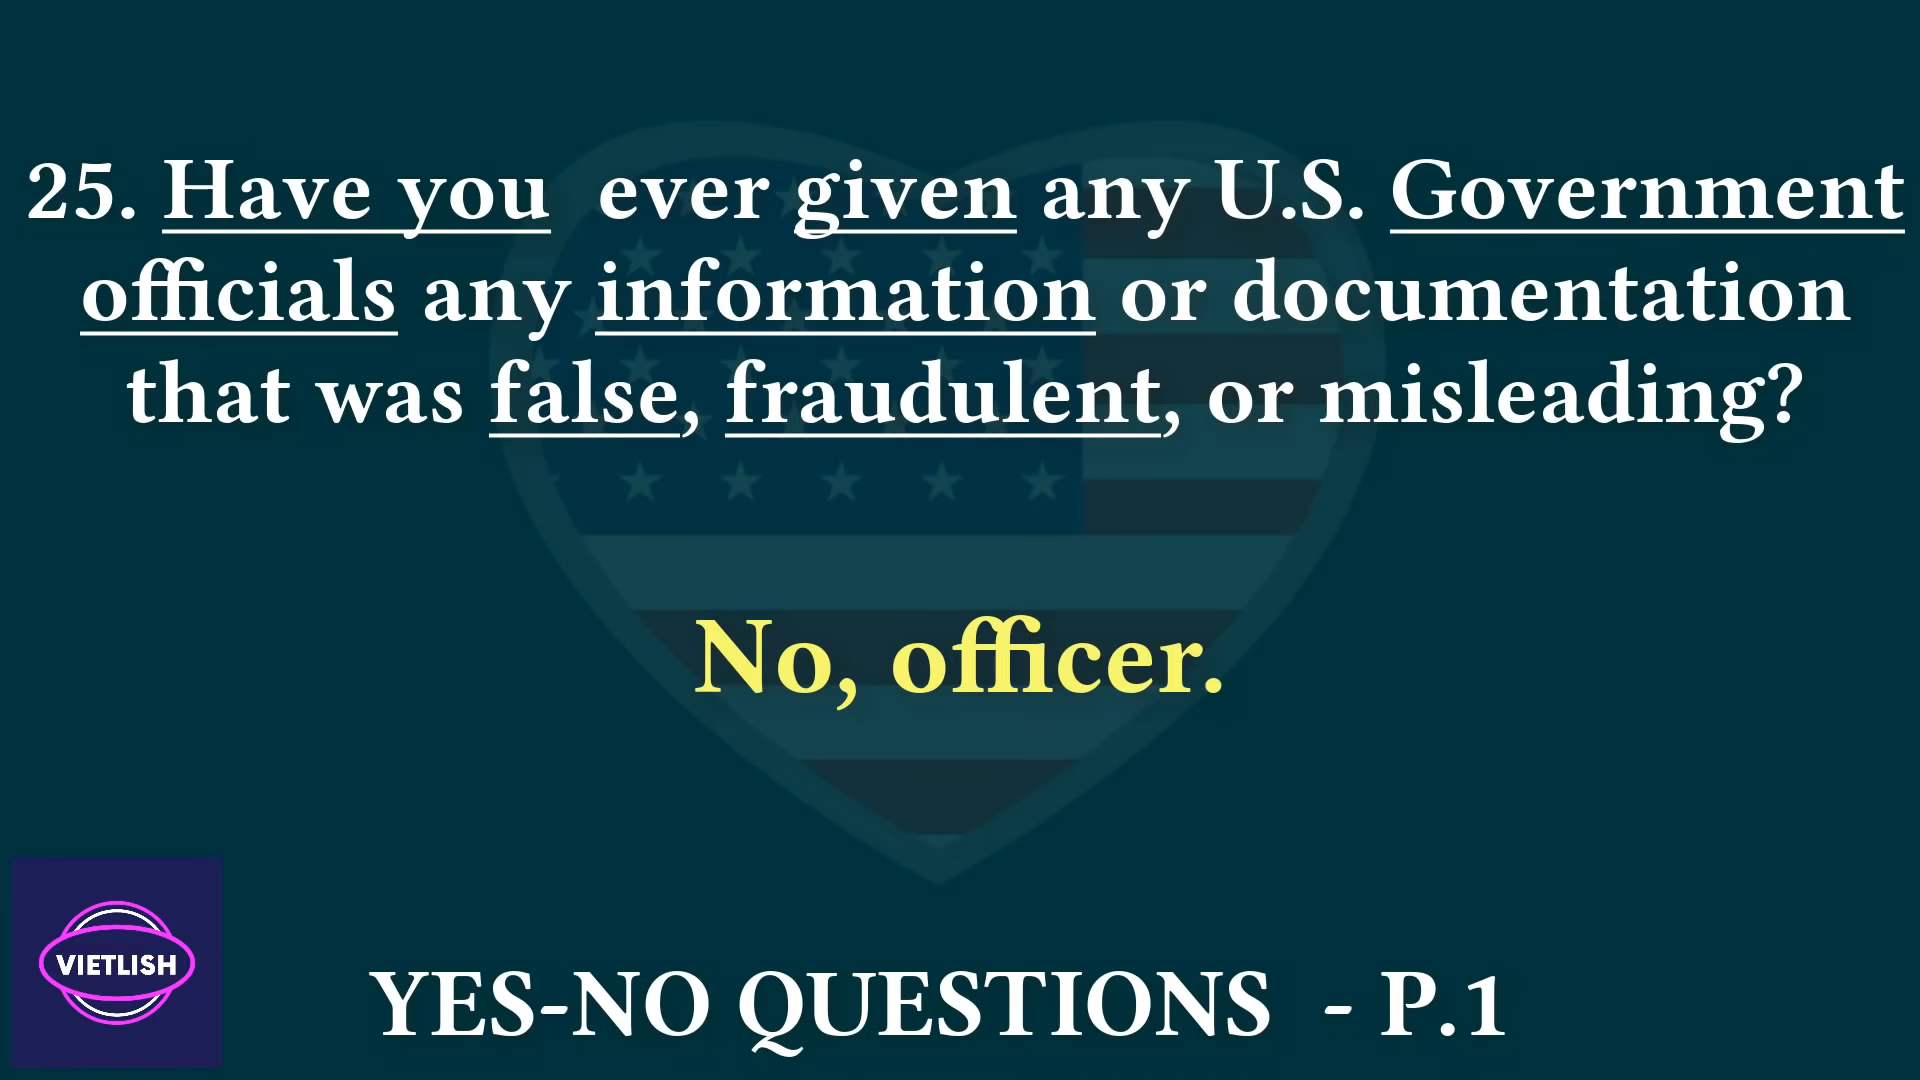 25. Have you  ever given any U.S. Government
officials any information or documentation
that was false, fraudulent, or misleading?
No, officer.
VIETLISH
YES-NO QUESTIONS  - P.1